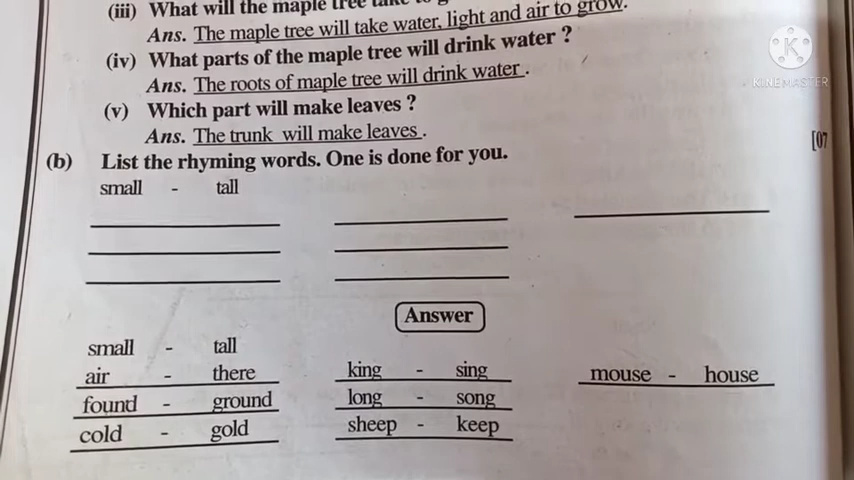 (iii) What will the maple tree take to g
Ans. The maple tree will take water, light and air to grow.
(iv) What parts of the maple tree will drink water ?
Ans. The roots of maple tree will drink water .
(v) Which part will make leaves ?
Ans. The trunk will make leaves .
[07
(b) List the rhyming words. One is done for you.
small - tall
Answer
small - tall
air - there king - sing mouse - house
found - ground long - song
cold - gold sheep - keep
K
KINEMASTER